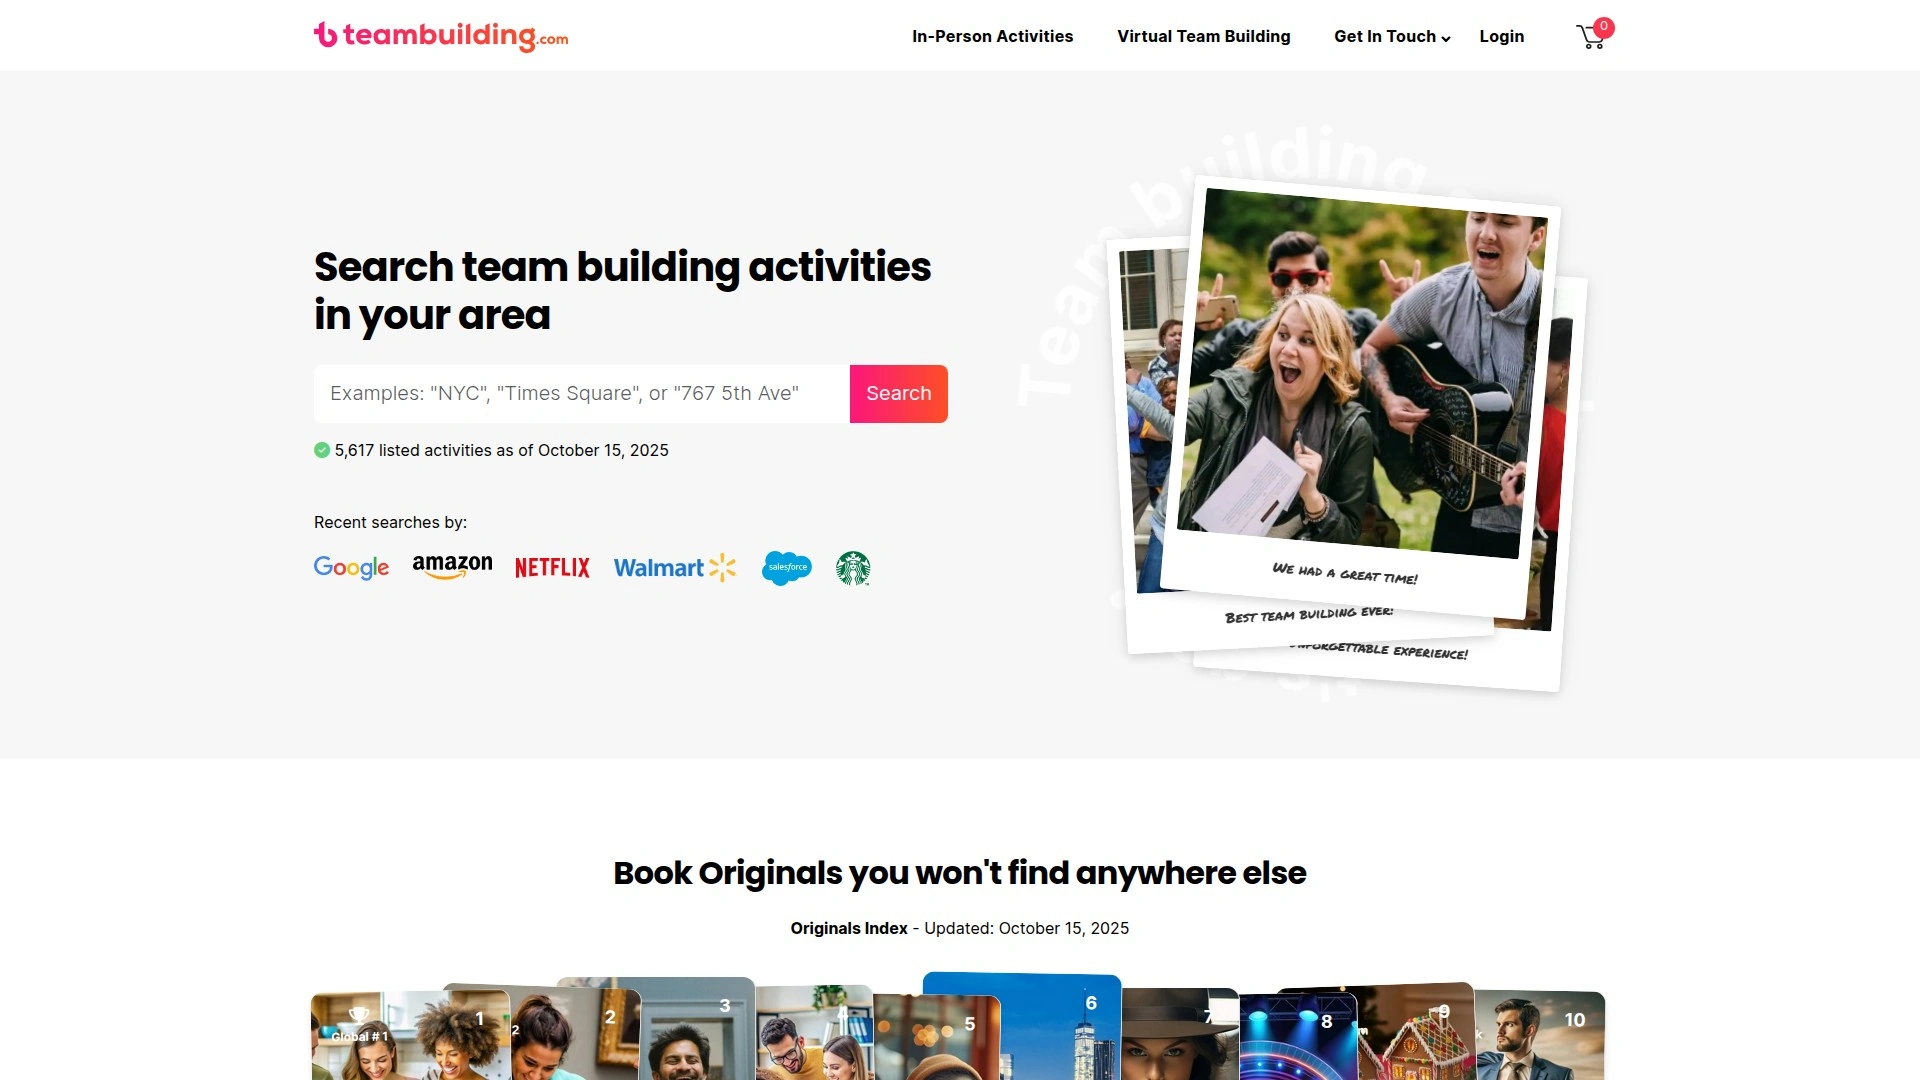 teambuilding.com
In-Person Activities
Virtual Team Building
Get In Touch
Login
0
Team building
Search team building activities
in your area
Examples: "NYC", "Times Square", or "767 5th Ave"
Search
5,617 listed activities as of October 15, 2025
Recent searches by:
Google
amazon
NETFLIX
Walmart
salesforce
We had a great time!
Best team building ever!
unforgettable experience!
Book Originals you won't find anywhere else
Originals Index - Updated: October 15, 2025
Global #1
1
2
2
3
4
5
6
7
8
9
10